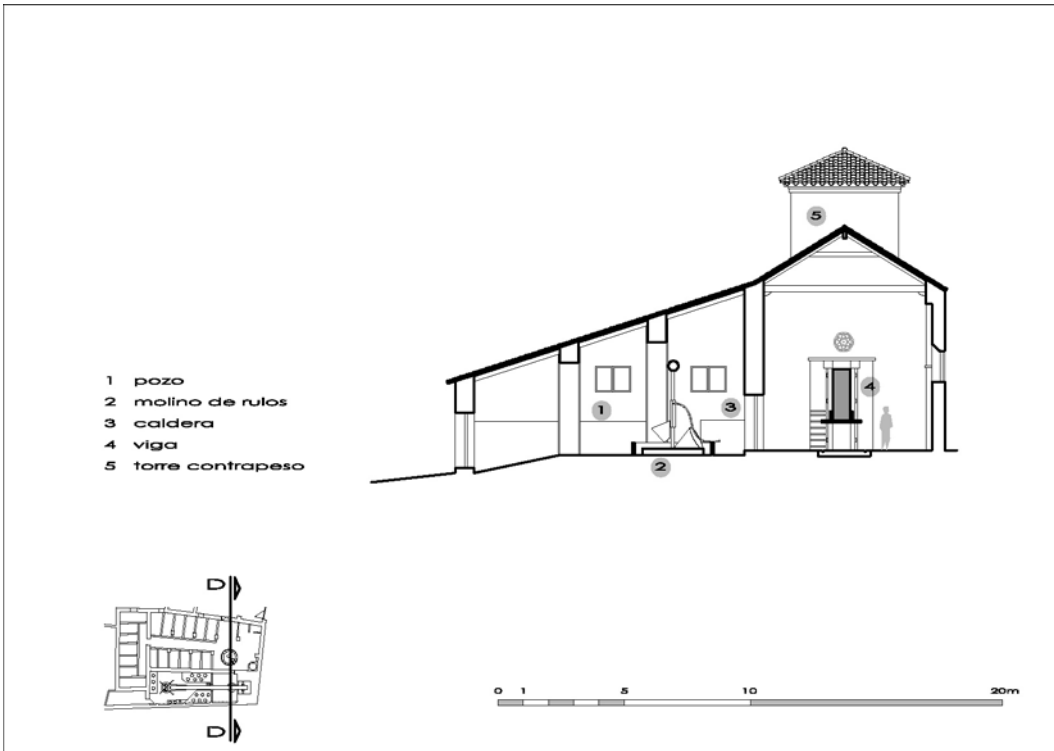 5
4
1
3
2
1 pozo
2 molino de rulos
3 caldera
4 viga
5 torre contrapeso
D
D
0 1 5 10 20m